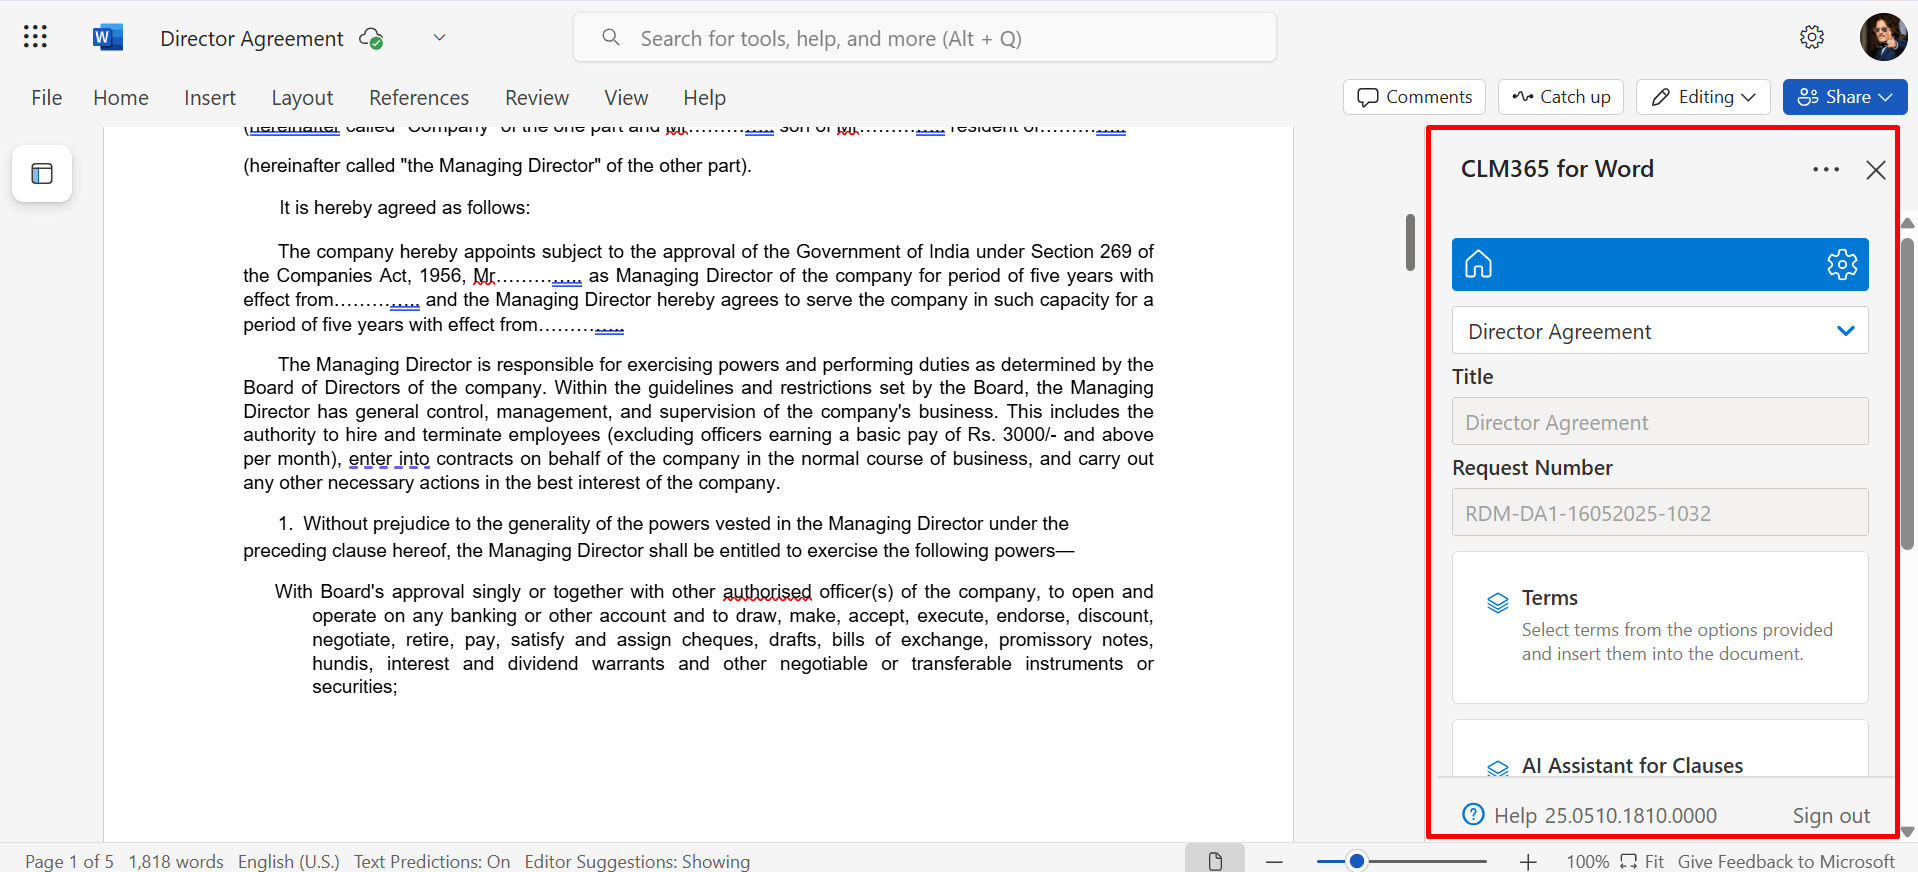 Director Agreement
Search for tools, help, and more (Alt + Q)
File Home Insert Layout References Review View Help
Comments Catch up Editing Share
(hereinafter called "Company" of the one part and Mr.………….. son of Mr.………….. resident of…………..
(hereinafter called "the Managing Director" of the other part).
It is hereby agreed as follows:
The company hereby appoints subject to the approval of the Government of India under Section 269 of
the Companies Act, 1956, Mr………….. as Managing Director of the company for period of five years with
effect from………….. and the Managing Director hereby agrees to serve the company in such capacity for a
period of five years with effect from…………..
The Managing Director is responsible for exercising powers and performing duties as determined by the
Board of Directors of the company. Within the guidelines and restrictions set by the Board, the Managing
Director has general control, management, and supervision of the company's business. This includes the
authority to hire and terminate employees (excluding officers earning a basic pay of Rs. 3000/- and above
per month), enter into contracts on behalf of the company in the normal course of business, and carry out
any other necessary actions in the best interest of the company.
1. Without prejudice to the generality of the powers vested in the Managing Director under the
preceding clause hereof, the Managing Director shall be entitled to exercise the following powers—
With Board's approval singly or together with other authorised officer(s) of the company, to open and
operate on any banking or other account and to draw, make, accept, execute, endorse, discount,
negotiate, retire, pay, satisfy and assign cheques, drafts, bills of exchange, promissory notes,
hundis, interest and dividend warrants and other negotiable or transferable instruments or
securities;
CLM365 for Word
Director Agreement
Title
Director Agreement
Request Number
RDM-DA1-16052025-1032
Terms
Select terms from the options provided
and insert them into the document.
AI Assistant for Clauses
Help 25.0510.1810.0000 Sign out
Page 1 of 5 1,818 words English (U.S.) Text Predictions: On Editor Suggestions: Showing
100% Fit Give Feedback to Microsoft